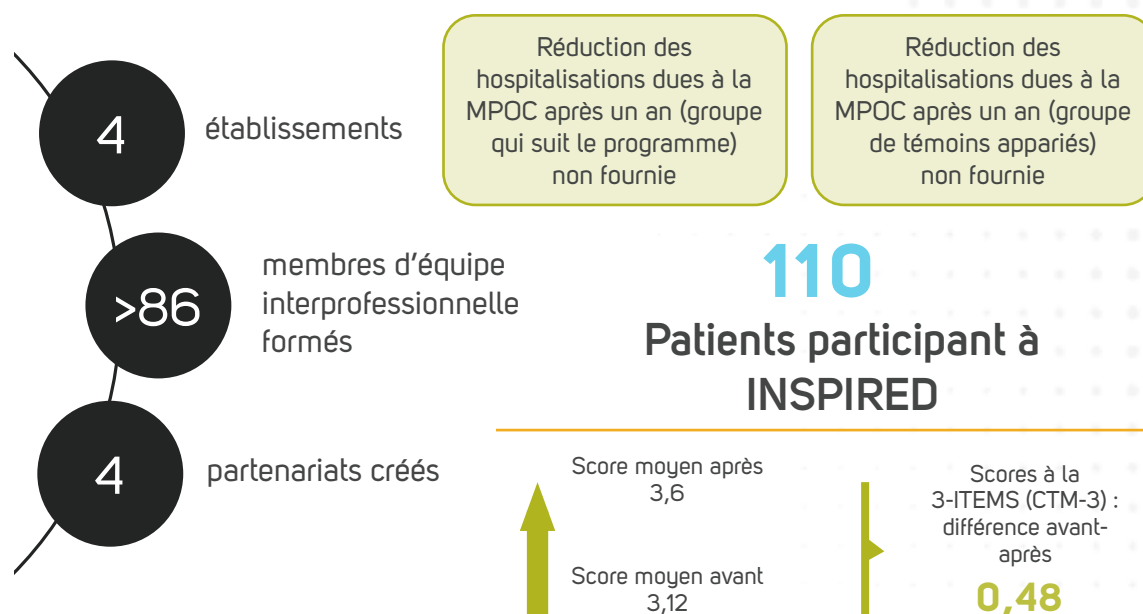 4
établissements
>86
membres d'équipe
interprofessionnelle
formés
4
partenariats créés
Réduction des
hospitalisations dues à la
MPOC après un an (groupe
qui suit le programme)
non fournie
Réduction des
hospitalisations dues à la
MPOC après un an (groupe
de témoins appariés)
non fournie
110
Patients participant à
INSPIRED
Score moyen après
3,6
Score moyen avant
3,12
Scores à la
3-ITEMS (CTM-3) :
différence avant-
après
0,48